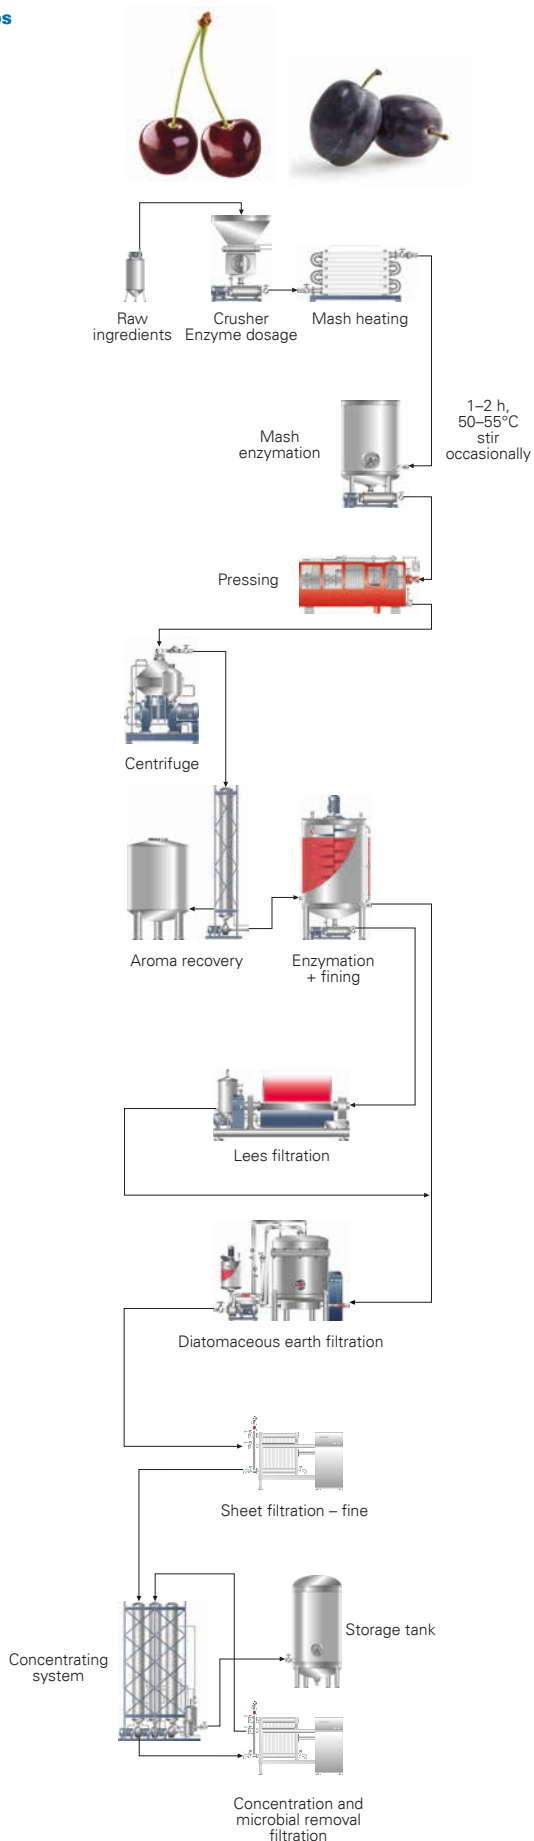 os
Raw
ingredients
Crusher
Enzyme dosage
Mash heating
Mash
enzymation
1–2 h,
50–55°C
stir
occasionally
Pressing
Centrifuge
Aroma recovery
Enzymation
+ fining
Lees filtration
Diatomaceous earth filtration
Sheet filtration – fine
Storage tank
Concentrating
system
Concentration and
microbial removal
filtration